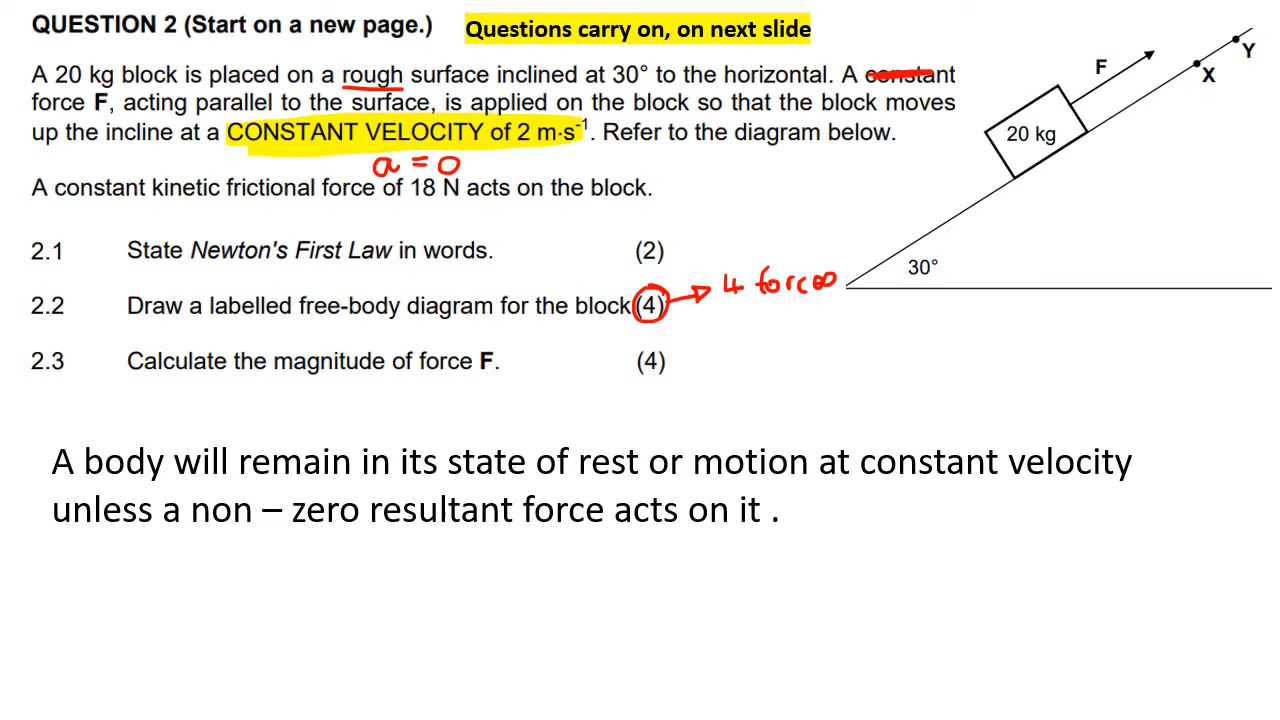 QUESTION 2 (Start on a new page.)
Questions carry on, on next slide
A 20 kg block is placed on a rough surface inclined at 30° to the horizontal. A constant
force F, acting parallel to the surface, is applied on the block so that the block moves
up the incline at a CONSTANT VELOCITY of 2 m·s⁻¹. Refer to the diagram below.
a = 0
A constant kinetic frictional force of 18 N acts on the block.
2.1 State Newton's First Law in words. (2)
2.2 Draw a labelled free-body diagram for the block (4)
4 forces
2.3 Calculate the magnitude of force F. (4)
F
X
Y
20 kg
30°
A body will remain in its state of rest or motion at constant velocity
unless a non – zero resultant force acts on it .